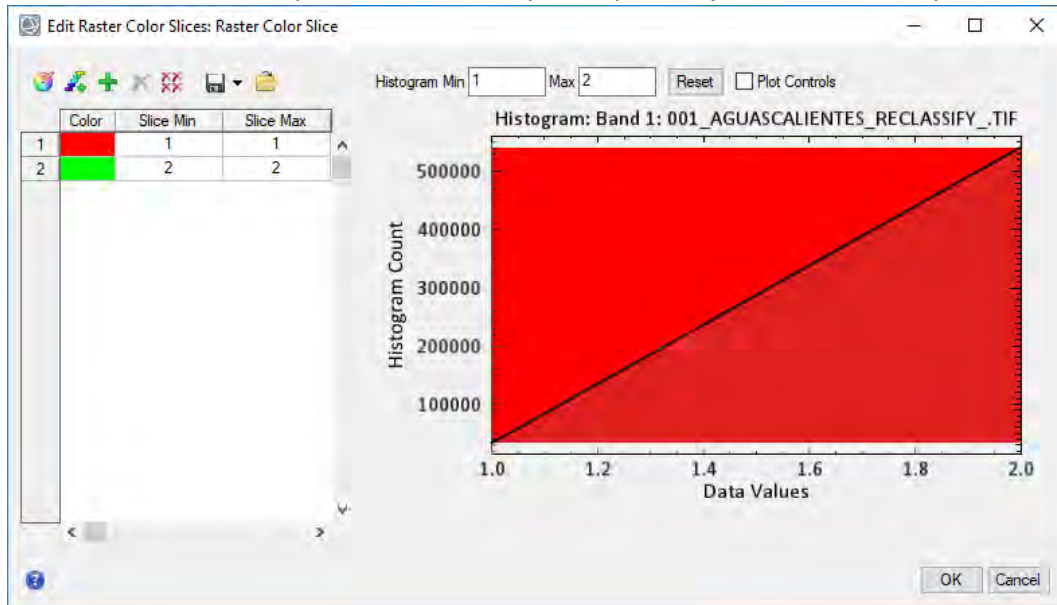 Edit Raster Color Slices: Raster Color Slice
Histogram Min 1 Max 2 Reset Plot Controls
Color Slice Min Slice Max
1 1 1
2 2 2
Histogram: Band 1: 001_AGUASCALIENTES_RECLASSIFY_.TIF
Histogram Count
500000
400000
300000
200000
100000
1.0 1.2 1.4 1.6 1.8 2.0
Data Values
OK Cancel